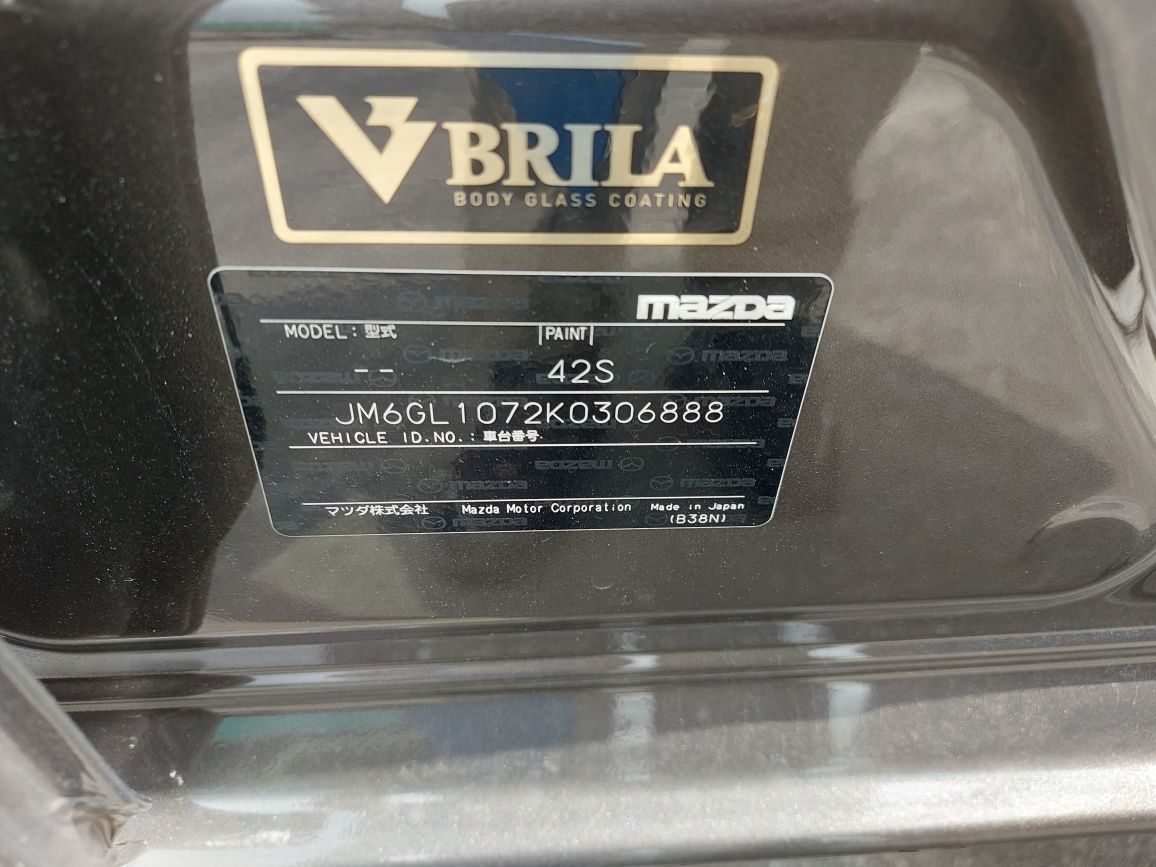 V BRILA
BODY GLASS COATING
mazda
MODEL : 型式 PAINT
-- 42S
JM6GL1072K0306888
VEHICLE ID.NO. : 車台番号
マツダ株式会社 Mazda Motor Corporation Made in Japan
(B38N)